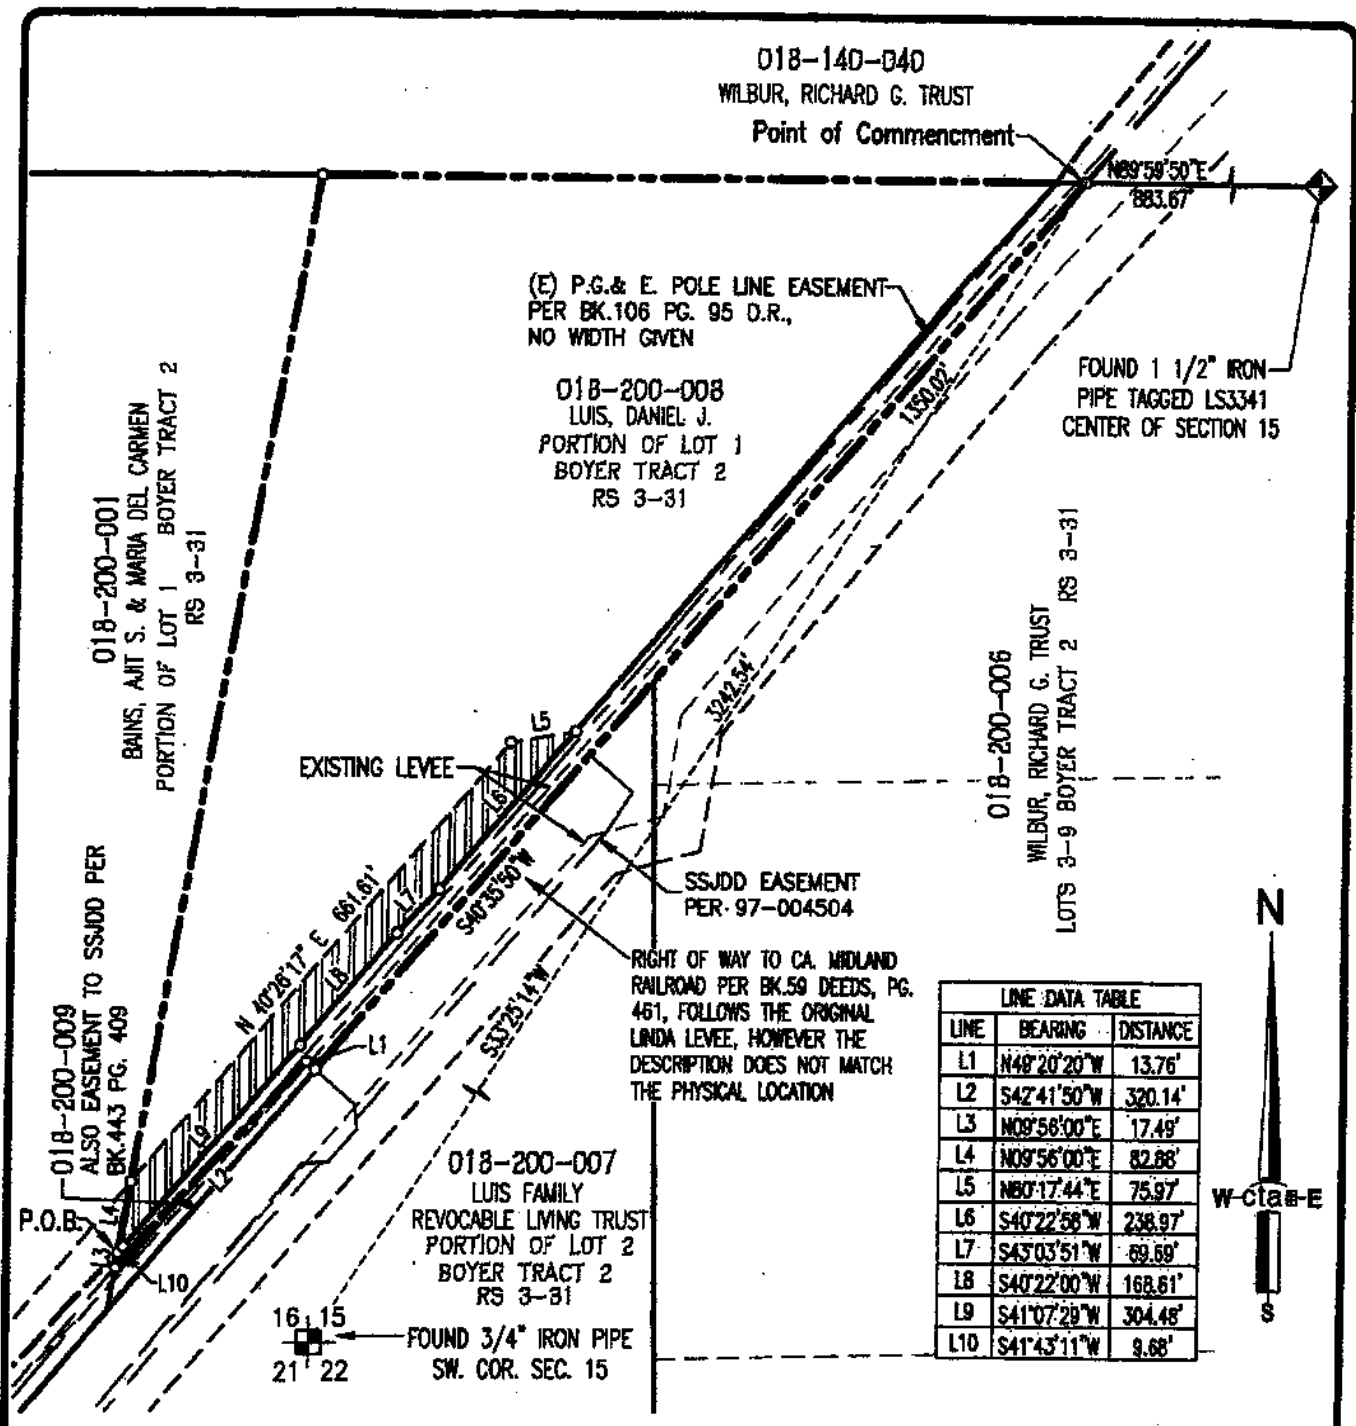 018-140-040
WILBUR, RICHARD G. TRUST
Point of Commencment
N89°59'50"E
883.67'
(E) P.G.& E. POLE LINE EASEMENT
PER BK.106 PG. 95 D.R.,
NO WIDTH GIVEN
1350.02'
FOUND 1 1/2" IRON
PIPE TAGGED LS3341
CENTER OF SECTION 15
018-200-008
LUIS, DANIEL J.
PORTION OF LOT 1
BOYER TRACT 2
RS 3-31
018-200-001
BAINS, AJIT S. & MARIA DEL CARMEN
PORTION OF LOT 1 BOYER TRACT 2
RS 3-31
018-200-006
WILBUR, RICHARD G. TRUST
LOTS 3-9 BOYER TRACT 2 RS 3-31
3242.54'
L5
EXISTING LEVEE
L6
L7
S40°35'50"W
SSJDD EASEMENT
PER 97-004504
N 40°26'17" E 661.61'
L8
RIGHT OF WAY TO CA. MIDLAND
RAILROAD PER BK.59 DEEDS, PG.
461, FOLLOWS THE ORIGINAL
LINDA LEVEE, HOWEVER THE
DESCRIPTION DOES NOT MATCH
THE PHYSICAL LOCATION
S33°25'14"W
L1
018-200-009
ALSO EASEMENT TO SSJDD PER
BK.443 PG. 409
L9
L2
L4
P.O.B.
L3
L10
018-200-007
LUIS FAMILY
REVOCABLE LIVING TRUST
PORTION OF LOT 2
BOYER TRACT 2
RS 3-31
16 15
21 22
FOUND 3/4" IRON PIPE
SW. COR. SEC. 15
LINE DATA TABLE
LINE BEARING DISTANCE
L1 N49°20'20"W 13.76'
L2 S42°41'50"W 320.14'
L3 N09°56'00"E 17.49'
L4 N09°56'00"E 82.88'
L5 N80°17'44"E 75.97'
L6 S40°22'58"W 238.97'
L7 S43°03'51"W 69.69'
L8 S40°22'00"W 168.61'
L9 S41°07'29"W 304.48'
L10 S41°43'11"W 9.68'
N
W ctae E
S